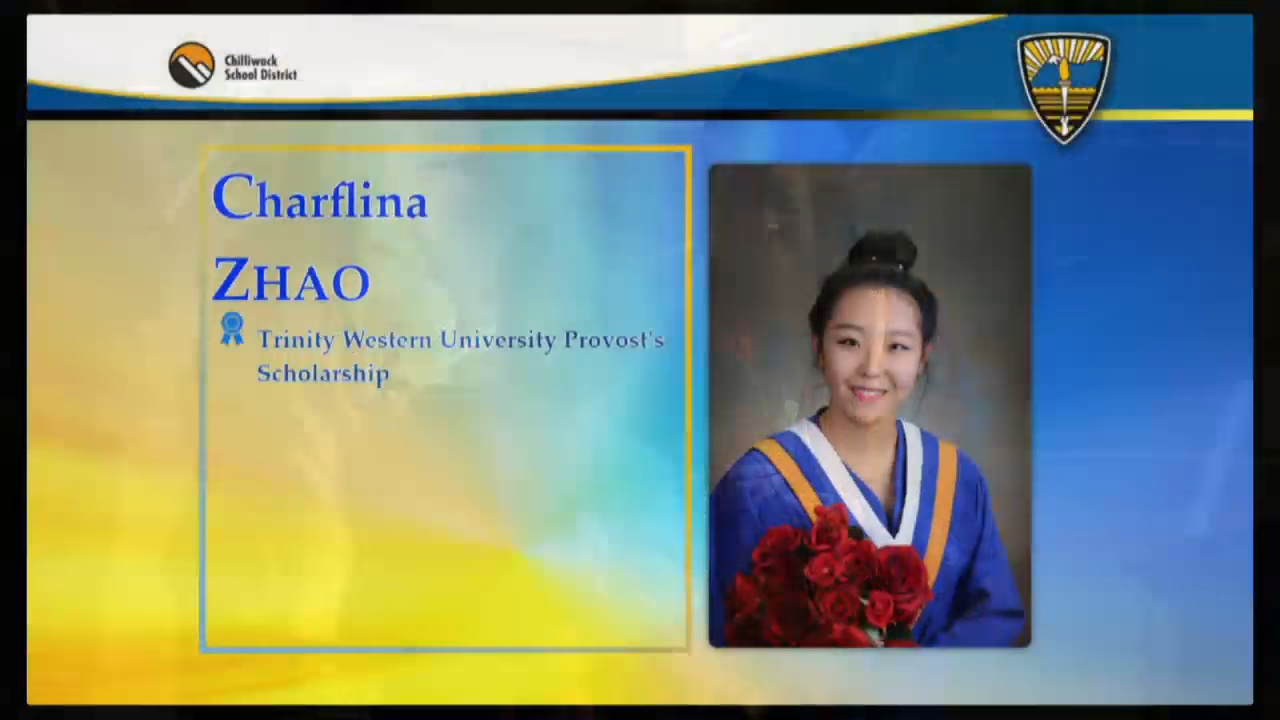 Chilliwack
School District
Charflina
ZHAO
Trinity Western University Provost's
Scholarship